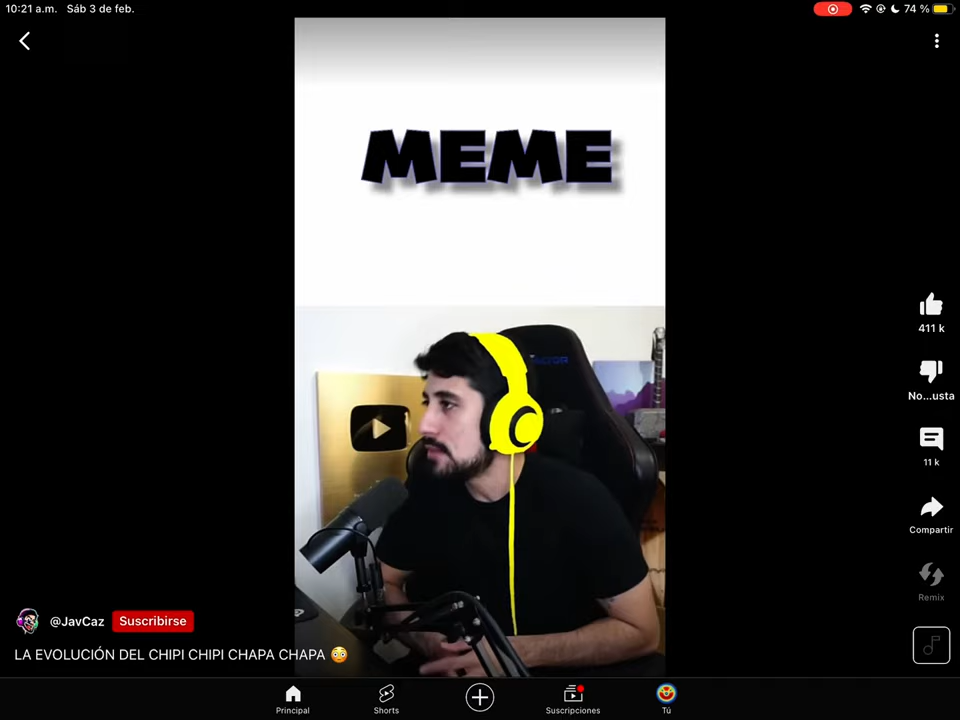 10:21 a.m. Sáb 3 de feb.
74 %
MEME
411 k
No...usta
11 k
Compartir
Remix
@JavCaz
Suscribirse
LA EVOLUCIÓN DEL CHIPI CHIPI CHAPA CHAPA 😳
Principal
Shorts
Suscripciones
Tú